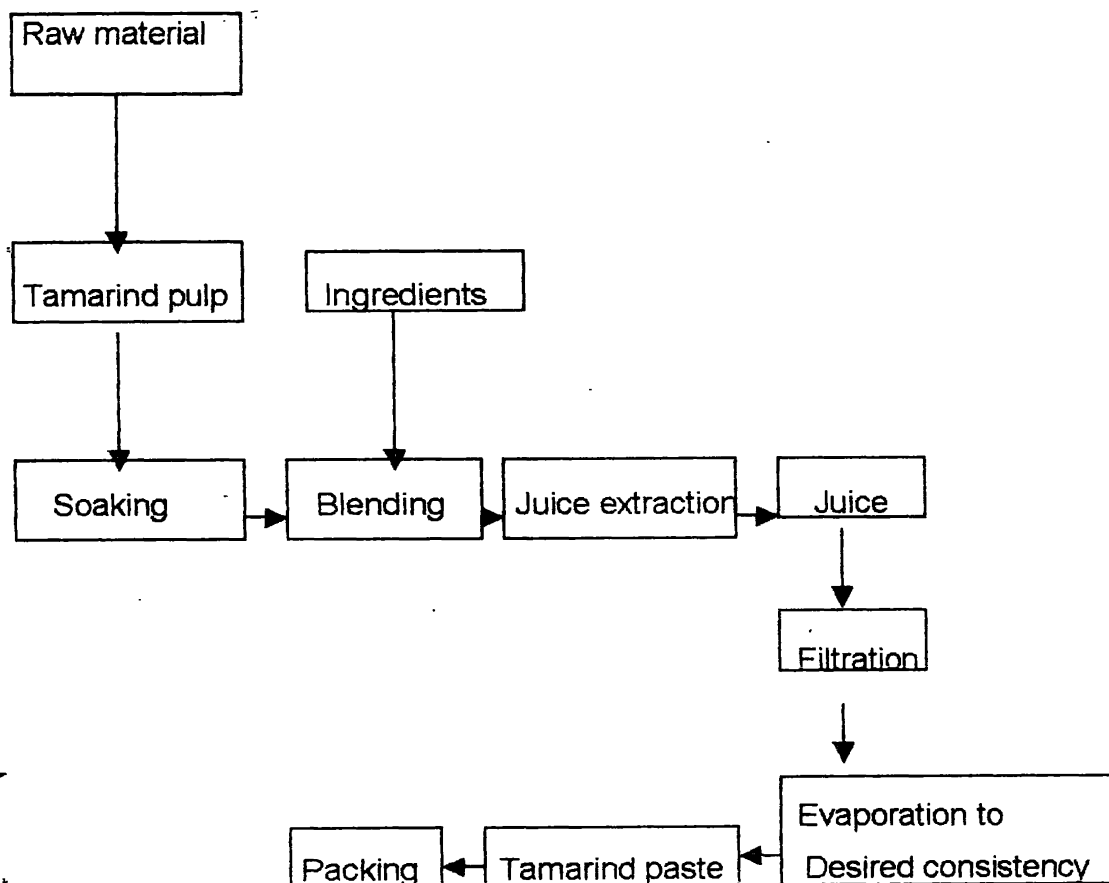 Raw material
Tamarind pulp
Ingredients
Soaking
Blending
Juice extraction
Juice
Filtration
Evaporation to
Desired consistency
Tamarind paste
Packing